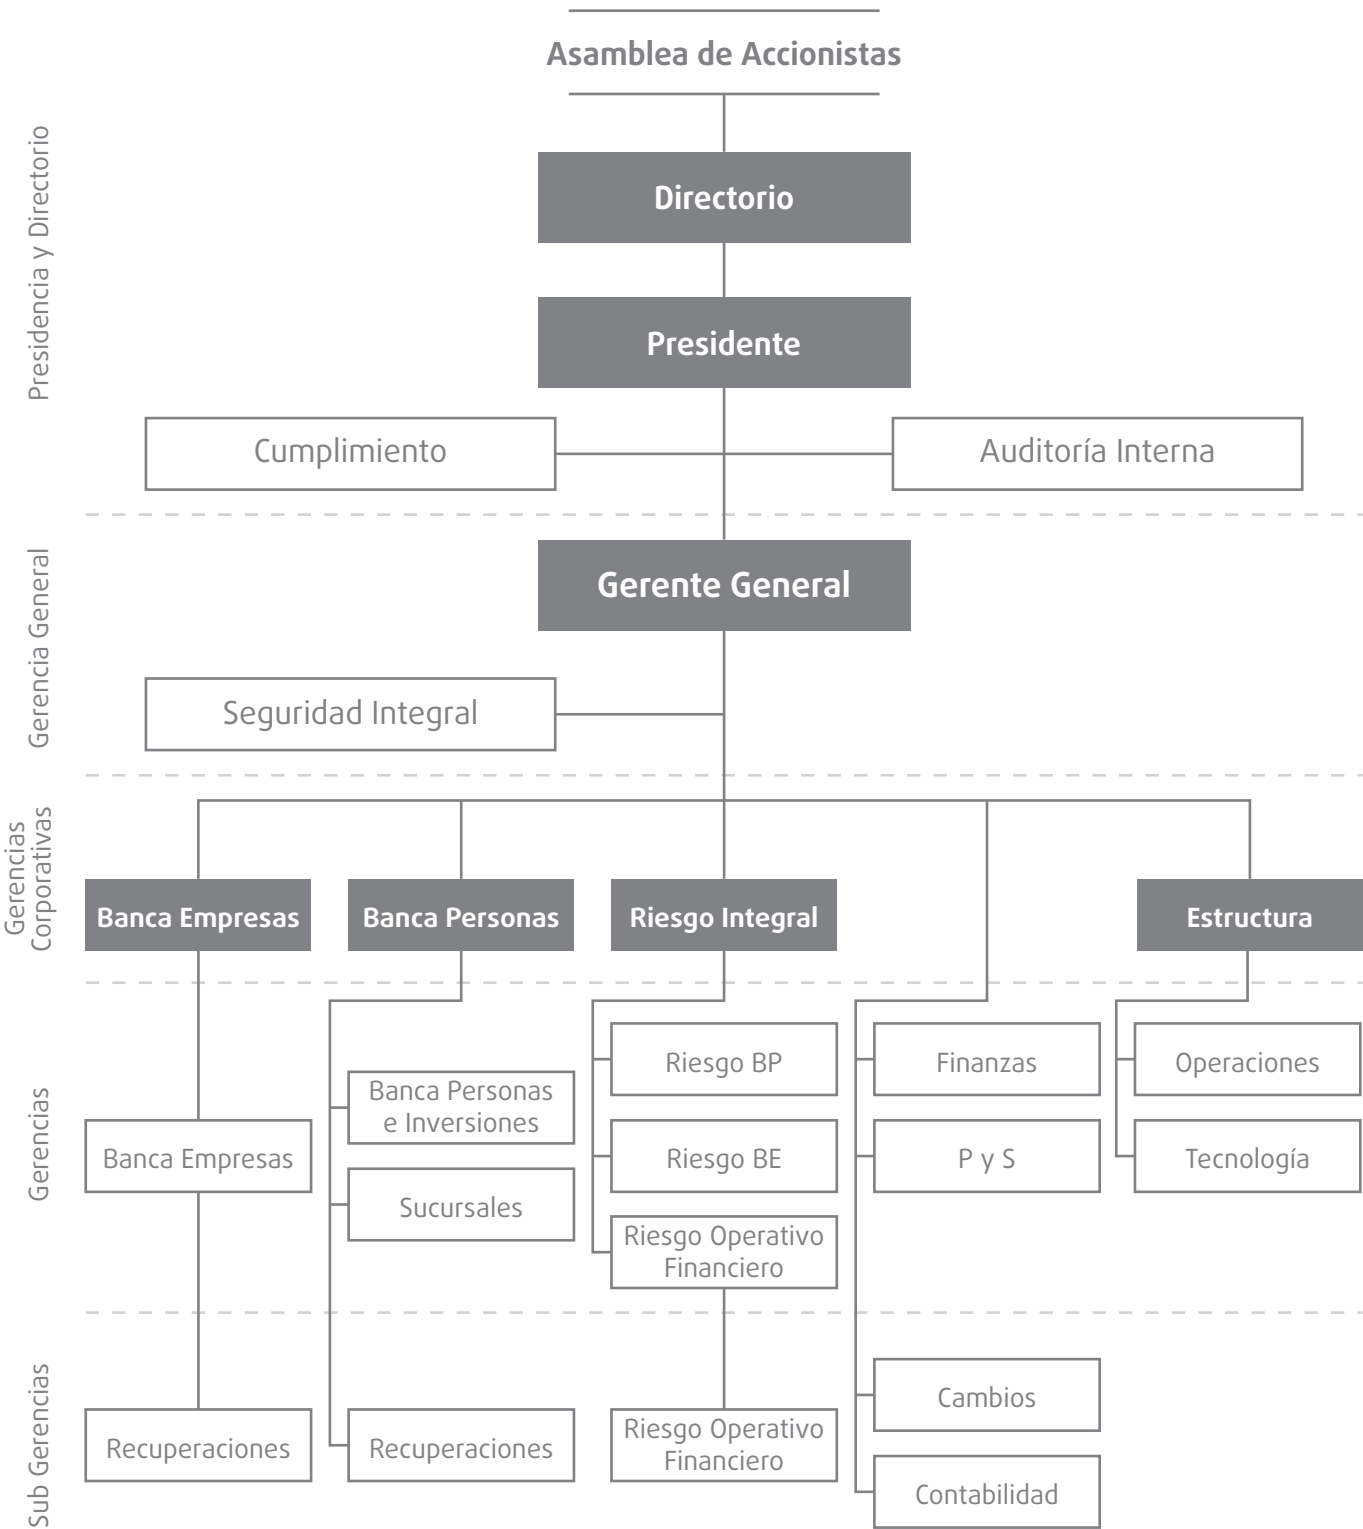 Asamblea de Accionistas
Presidencia y Directorio
Directorio
Presidente
Cumplimiento
Auditoría Interna
Gerencia General
Gerente General
Seguridad Integral
Gerencias
Corporativas
Banca Empresas
Banca Personas
Riesgo Integral
Estructura
Gerencias
Banca Empresas
Banca Personas
e Inversiones
Sucursales
Riesgo BP
Riesgo BE
Riesgo Operativo
Financiero
Finanzas
P y S
Operaciones
Tecnología
Sub Gerencias
Recuperaciones
Recuperaciones
Riesgo Operativo
Financiero
Cambios
Contabilidad